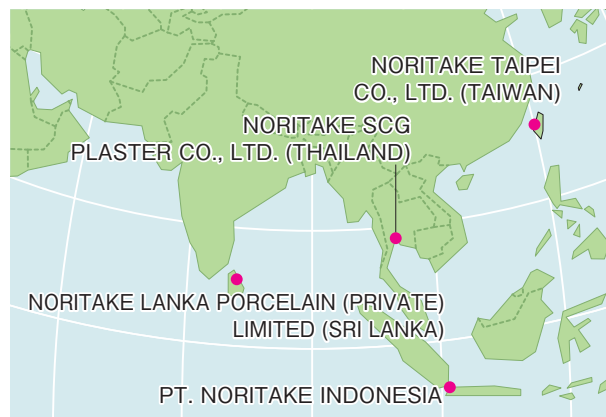 NORITAKE TAIPEI
CO., LTD. (TAIWAN)
NORITAKE SCG
PLASTER CO., LTD. (THAILAND)
NORITAKE LANKA PORCELAIN (PRIVATE)
LIMITED (SRI LANKA)
PT. NORITAKE INDONESIA